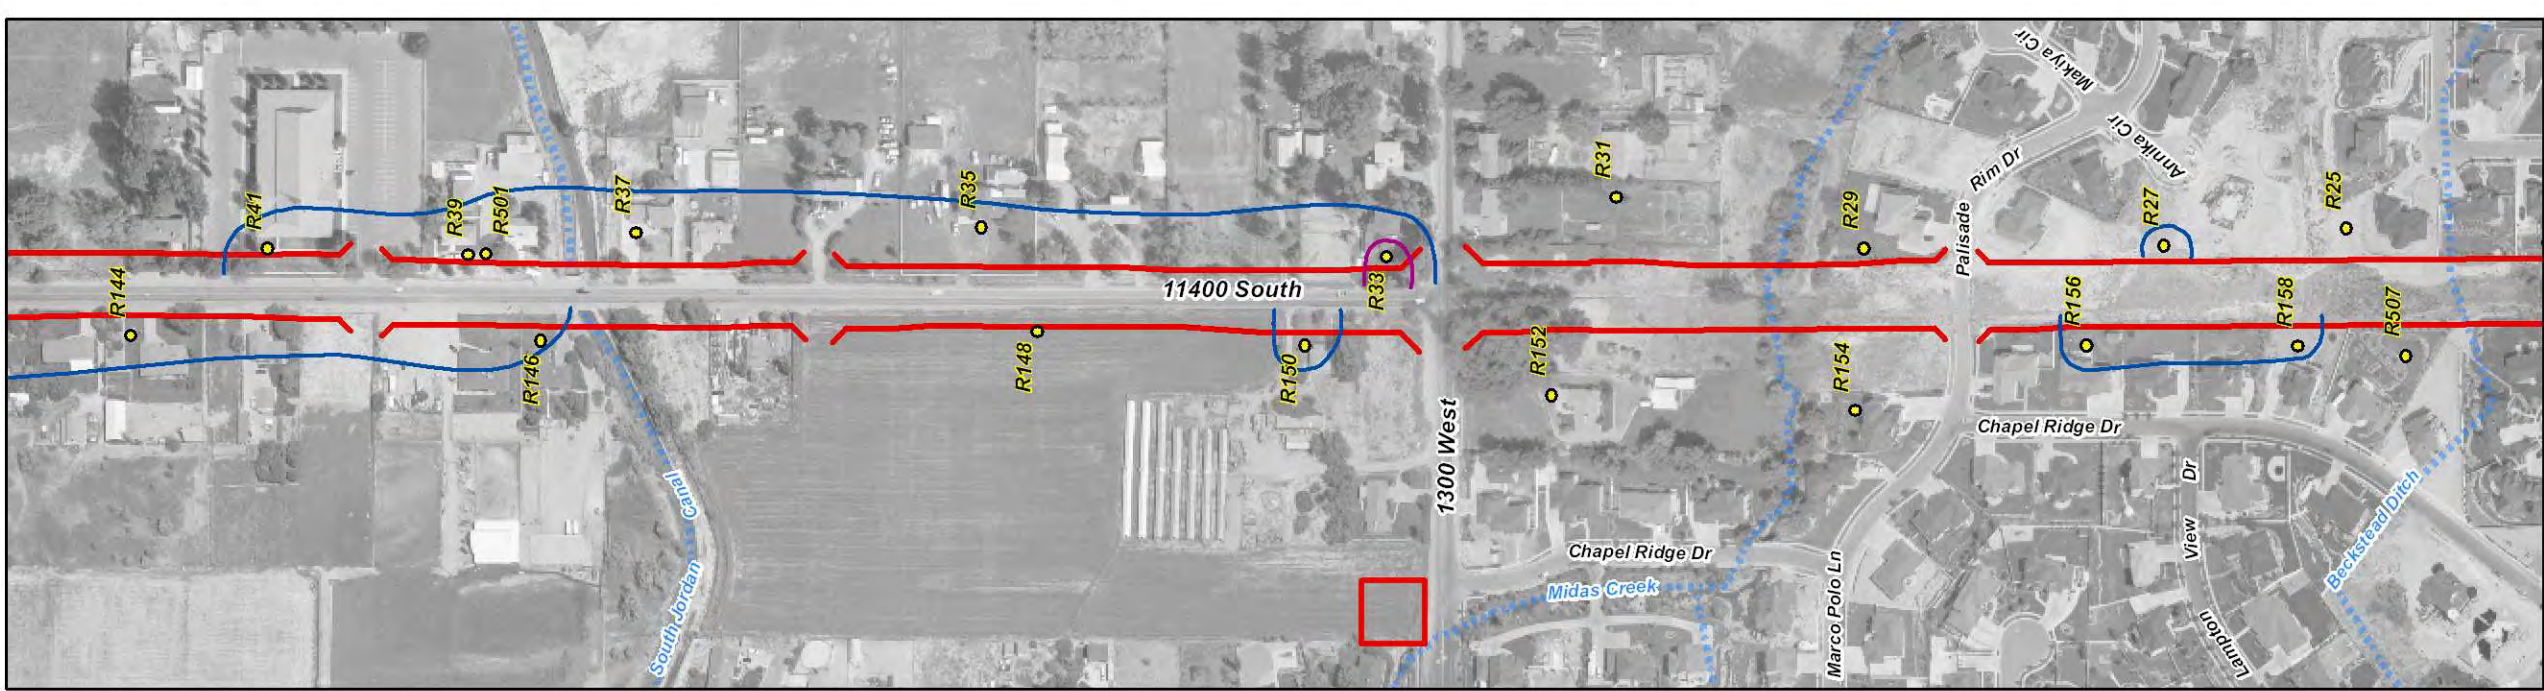 Makiya Cir
Annika Cir
R31
Rim Dr
R41
R39
R501
R37
R35
R29
R27
R25
Palisade
R144
11400 South
R33
R156
R158
R507
R146
R148
R150
R152
R154
1300 West
Chapel Ridge Dr
South Jordan Canal
View Dr
Lampton
Beckstead Ditch
Chapel Ridge Dr
Midas Creek
Marco Polo Ln